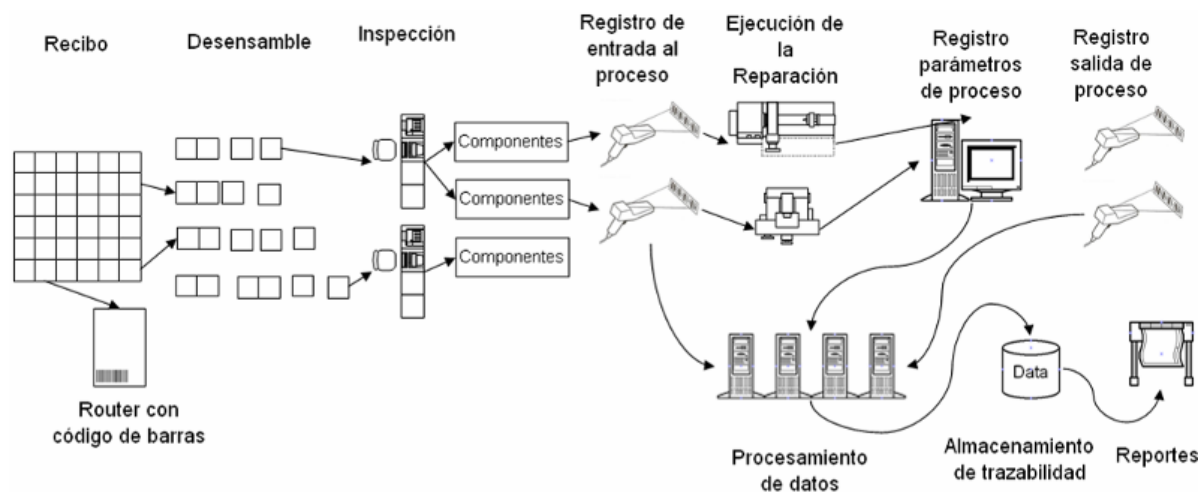 Recibo
Desensamble
Inspección
Registro de
entrada al
proceso
Ejecución de
la
Reparación
Registro
parámetros
de proceso
Registro
salida de
proceso
Componentes
Componentes
Componentes
Router con
código de barras
Procesamiento
de datos
Data
Almacenamiento
de trazabilidad
Reportes